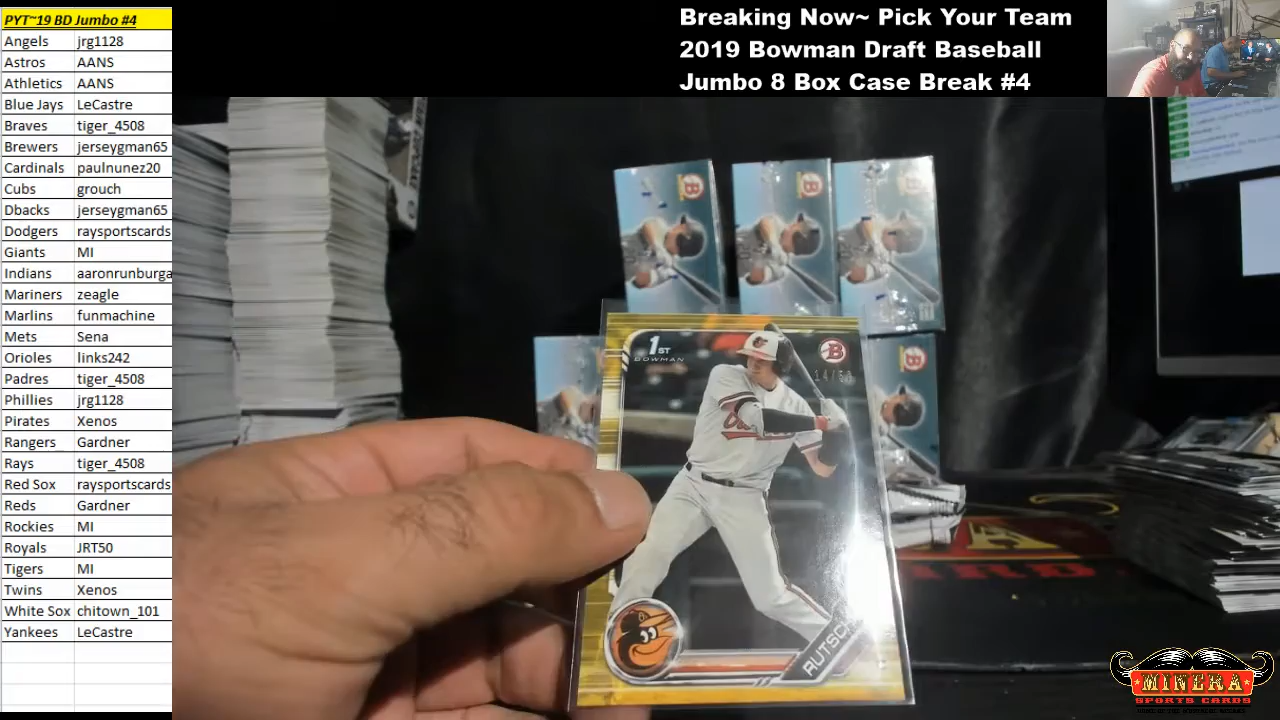 PYT~19 BD Jumbo #4
Angels jrg1128
Astros AANS
Athletics AANS
Blue Jays LeCastre
Braves tiger_4508
Brewers jerseygman65
Cardinals paulnunez20
Cubs grouch
Dbacks jerseygman65
Dodgers raysportscards
Giants MI
Indians aaronrunburga
Mariners zeagle
Marlins funmachine
Mets Sena
Orioles links242
Padres tiger_4508
Phillies jrg1128
Pirates Xenos
Rangers Gardner
Rays tiger_4508
Red Sox raysportscards
Reds Gardner
Rockies MI
Royals JRT50
Tigers MI
Twins Xenos
White Sox chitown_101
Yankees LeCastre
Breaking Now~ Pick Your Team
2019 Bowman Draft Baseball
Jumbo 8 Box Case Break #4
1ST
BOWMAN
B
RUTSCH
MINERA
SPORTS CARDS